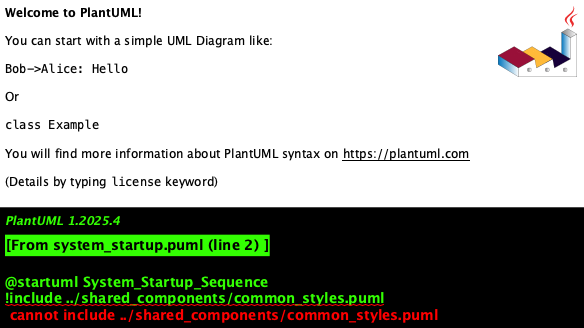 Welcome to PlantUML!
You can start with a simple UML Diagram like:
Bob->Alice: Hello
Or
class Example
You will find more information about PlantUML syntax on https://plantuml.com
(Details by typing license keyword)
PlantUML 1.2025.4
[From system_startup.puml (line 2) ]
@startuml System_Startup_Sequence
!include ../shared_components/common_styles.puml
cannot include ../shared_components/common_styles.puml